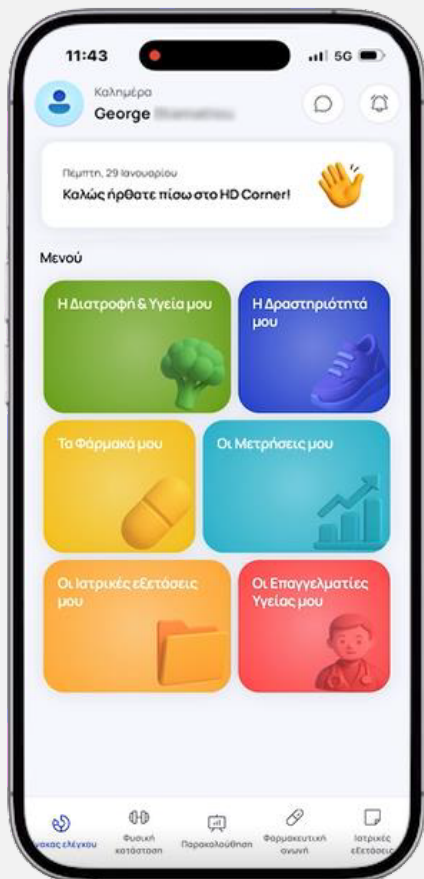 11:43
5G
Καλημέρα
George
Πέμπτη, 29 Ιανουαρίου
Καλώς ήρθατε πίσω στο HD Corner!
Μενού
Η Διατροφή & Υγεία μου
Η Δραστηριότητά
μου
Τα Φάρμακά μου
Οι Μετρήσεις μου
Οι Ιατρικές εξετάσεις
μου
Οι Επαγγελματίες
Υγείας μου
νακας ελέγχου
Φυσική
κατάσταση
Παρακολούθηση
Φαρμακευτική
αγωγή
Ιατρικές
εξετάσεις